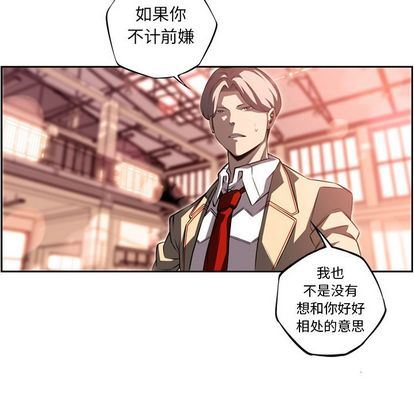 如果你
不计前嫌
我也
不是没有
想和你好好
相处的意思